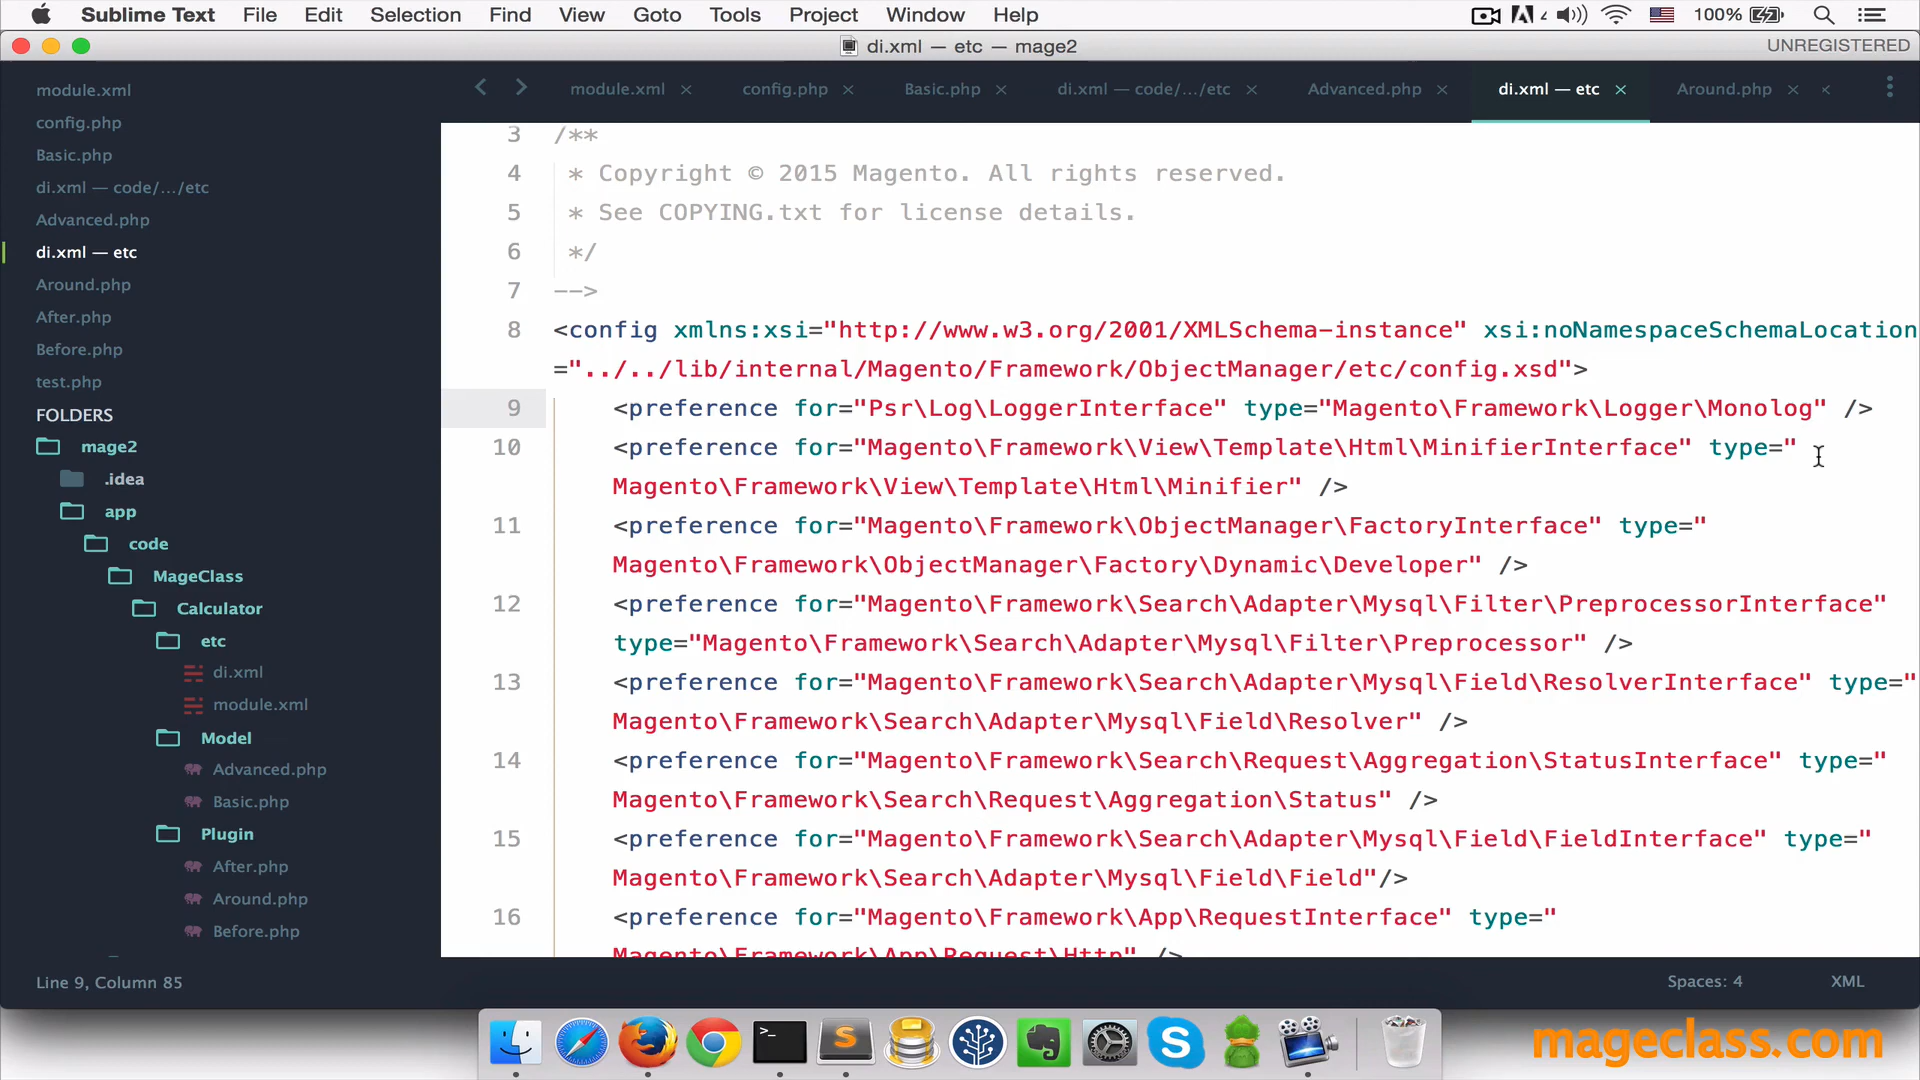 Sublime Text File Edit Selection Find View Goto Tools Project Window Help 4 100%
di.xml — etc — mage2 UNREGISTERED
module.xml config.php Basic.php di.xml — code/.../etc Advanced.php di.xml — etc Around.php
module.xml
config.php
Basic.php
di.xml — code/.../etc
Advanced.php
di.xml — etc
Around.php
After.php
Before.php
test.php
FOLDERS
mage2
.idea
app
code
MageClass
Calculator
etc
di.xml
module.xml
Model
Advanced.php
Basic.php
Plugin
After.php
Around.php
Before.php
3 /**
4 * Copyright © 2015 Magento. All rights reserved.
5 * See COPYING.txt for license details.
6 */
7 -->
8 <config xmlns:xsi="http://www.w3.org/2001/XMLSchema-instance" xsi:noNamespaceSchemaLocation
="../../lib/internal/Magento/Framework/ObjectManager/etc/config.xsd">
9 <preference for="Psr\Log\LoggerInterface" type="Magento\Framework\Logger\Monolog" />
10 <preference for="Magento\Framework\View\Template\Html\MinifierInterface" type="
Magento\Framework\View\Template\Html\Minifier" />
11 <preference for="Magento\Framework\ObjectManager\FactoryInterface" type="
Magento\Framework\ObjectManager\Factory\Dynamic\Developer" />
12 <preference for="Magento\Framework\Search\Adapter\Mysql\Filter\PreprocessorInterface"
type="Magento\Framework\Search\Adapter\Mysql\Filter\Preprocessor" />
13 <preference for="Magento\Framework\Search\Adapter\Mysql\Field\ResolverInterface" type="
Magento\Framework\Search\Adapter\Mysql\Field\Resolver" />
14 <preference for="Magento\Framework\Search\Request\Aggregation\StatusInterface" type="
Magento\Framework\Search\Request\Aggregation\Status" />
15 <preference for="Magento\Framework\Search\Adapter\Mysql\Field\FieldInterface" type="
Magento\Framework\Search\Adapter\Mysql\Field\Field"/>
16 <preference for="Magento\Framework\App\RequestInterface" type="
Magento\Framework\App\Request\Http" />
Line 9, Column 85 Spaces: 4 XML
mageclass.com